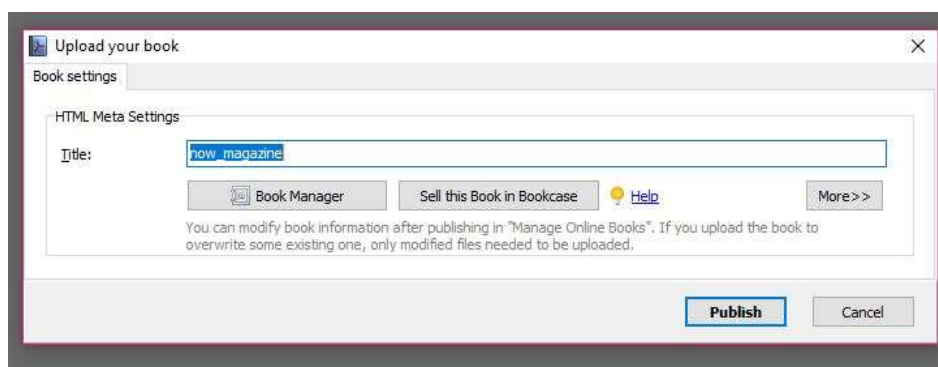 Upload your book
Book settings
HTML Meta Settings
Title:
now_magazine
Book Manager
Sell this Book in Bookcase
Help
More>>
You can modify book information after publishing in "Manage Online Books". If you upload the book to
overwrite some existing one, only modified files needed to be uploaded.
Publish
Cancel